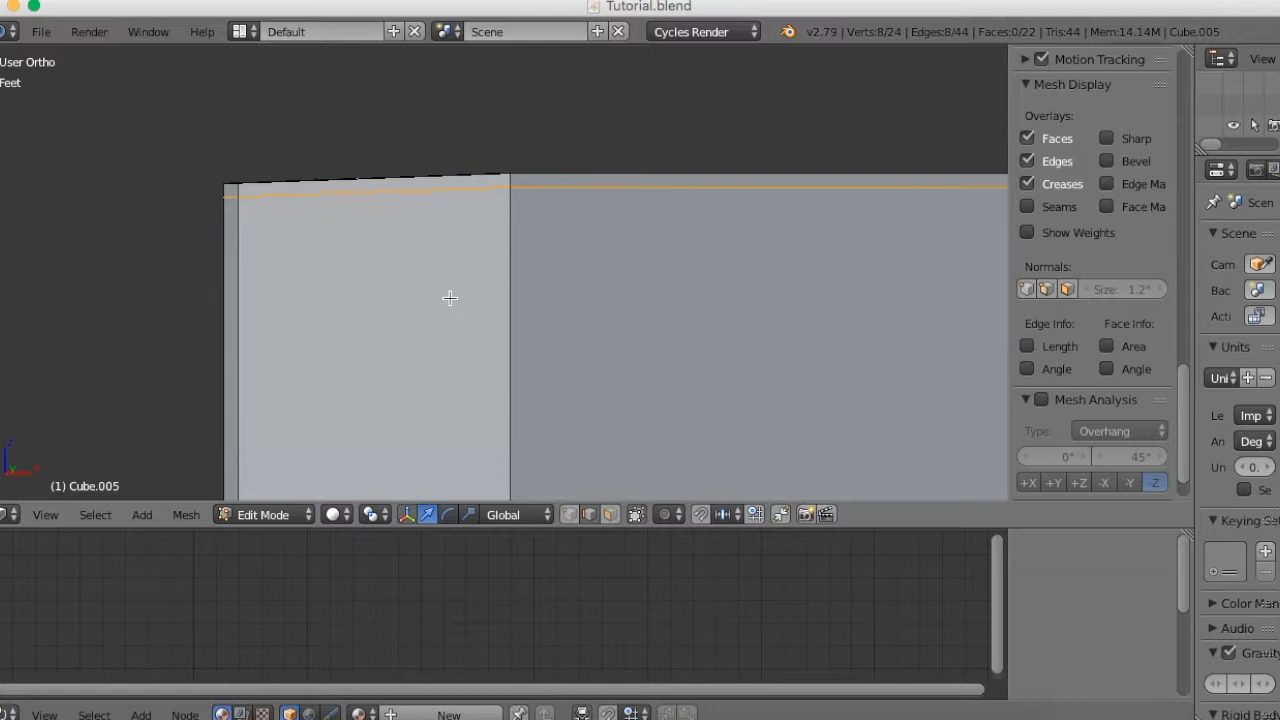 Tutorial.blend
File Render Window Help Default Scene Cycles Render v2.79 | Verts:8/24 | Edges:8/44 | Faces:0/22 | Tris:44 | Mem:14.14M | Cube.005
User Ortho
Feet
Motion Tracking
View
Mesh Display
Overlays:
Faces Sharp
Edges Bevel
Creases Edge Ma
Seams Face Ma
Show Weights
Normals:
Size: 1.2"
Edge Info: Face Info:
Length Area
Angle Angle
Mesh Analysis
Type: Overhang
0° 45°
+X +Y +Z -X -Y -Z
Scen
Scene
Cam
Bac
Acti
Units
Uni
Le Imp
An Deg
Un 0.
Se
Keying Set
Color Man
Audio
Gravity
Rigid Bod
z
y x
(1) Cube.005
View Select Add Mesh Edit Mode Global
View Select Add Node New